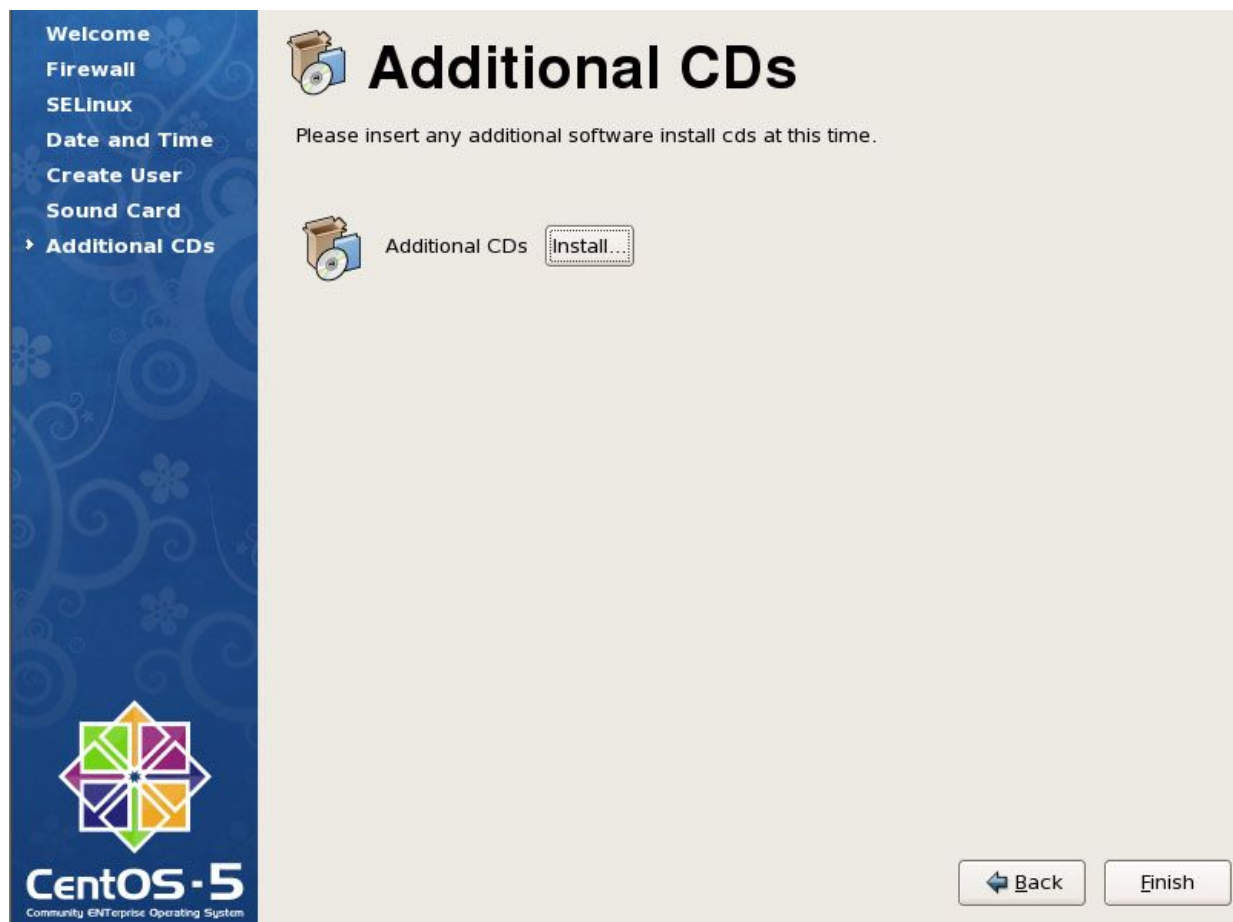 Welcome
Firewall
SELinux
Date and Time
Create User
Sound Card
Additional CDs
Additional CDs
Please insert any additional software install cds at this time.
Additional CDs Install...
CentOS-5
Community ENTerprise Operating System
Back Finish